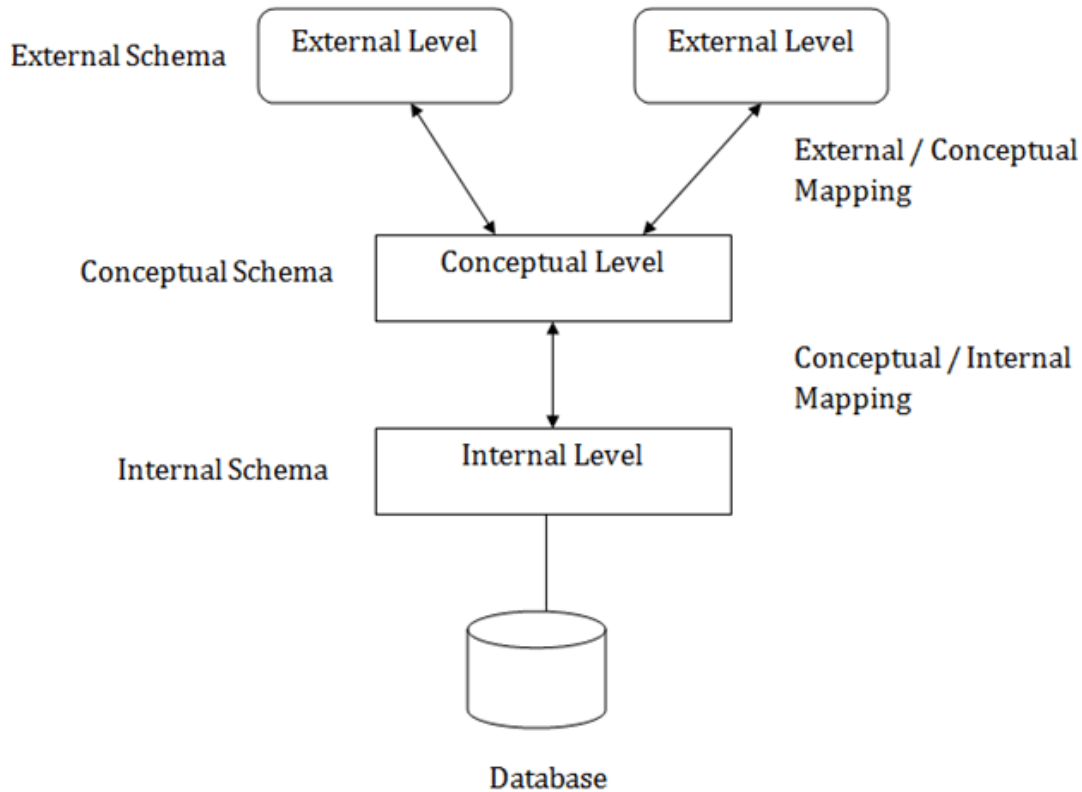 External Level
External Level
External Schema
External / Conceptual
Mapping
Conceptual Schema
Conceptual Level
Conceptual / Internal
Mapping
Internal Schema
Internal Level
Database